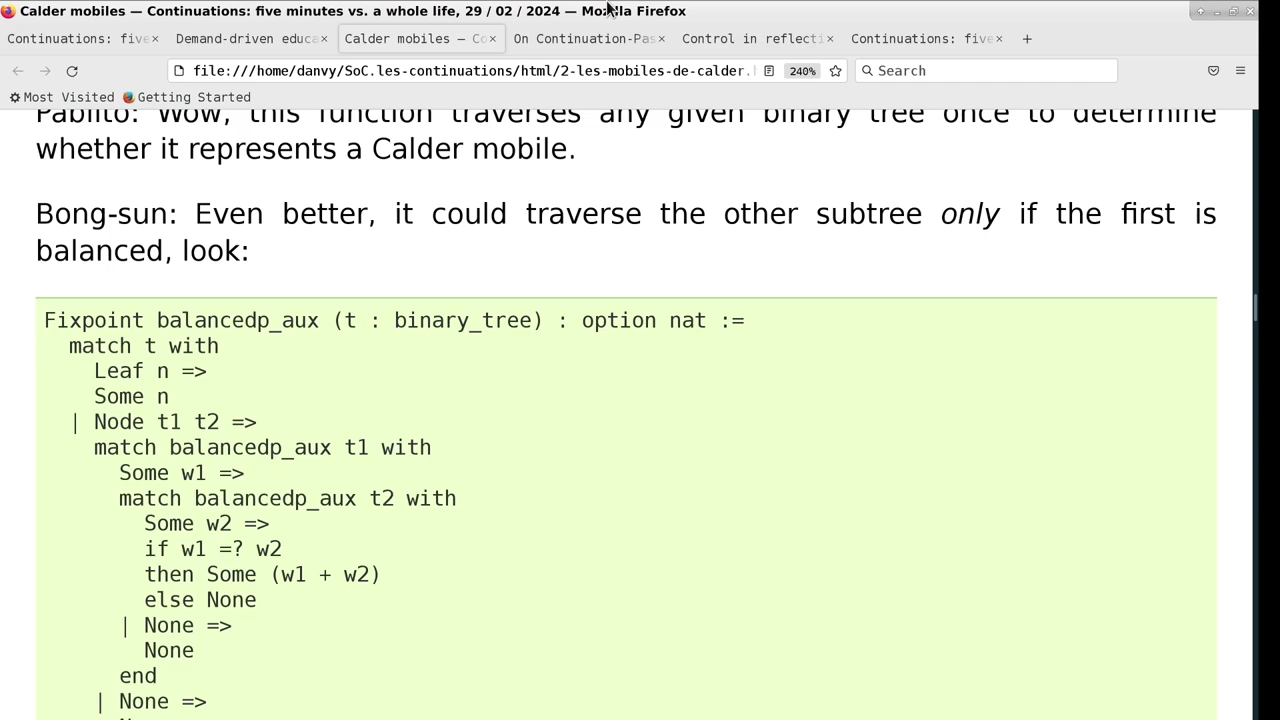 Calder mobiles — Continuations: five minutes vs. a whole life, 29 / 02 / 2024 — Mozilla Firefox
Continuations: five× Demand-driven educa× Calder mobiles — Co× On Continuation-Pas× Control in reflecti× Continuations: five× +
file:///home/danvy/SoC.les-continuations/html/2-les-mobiles-de-calder. 240% Search
Most Visited Getting Started
Pablito: Wow, this function traverses any given binary tree once to determine
whether it represents a Calder mobile.
Bong-sun: Even better, it could traverse the other subtree only if the first is
balanced, look:
Fixpoint balancedp_aux (t : binary_tree) : option nat :=
match t with
Leaf n =>
Some n
| Node t1 t2 =>
match balancedp_aux t1 with
Some w1 =>
match balancedp_aux t2 with
Some w2 =>
if w1 =? w2
then Some (w1 + w2)
else None
| None =>
None
end
| None =>